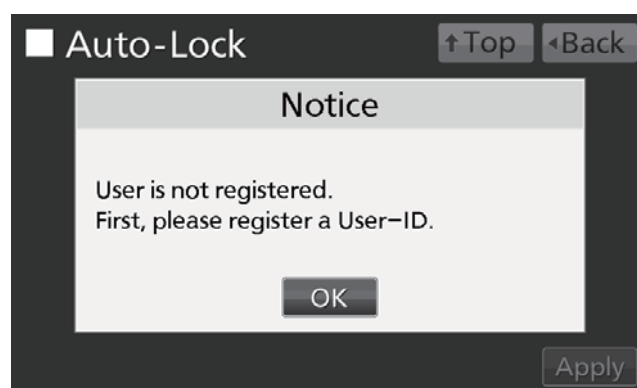 Auto-Lock
↑Top
◂Back
Notice
User is not registered.
First, please register a User-ID.
OK
Apply